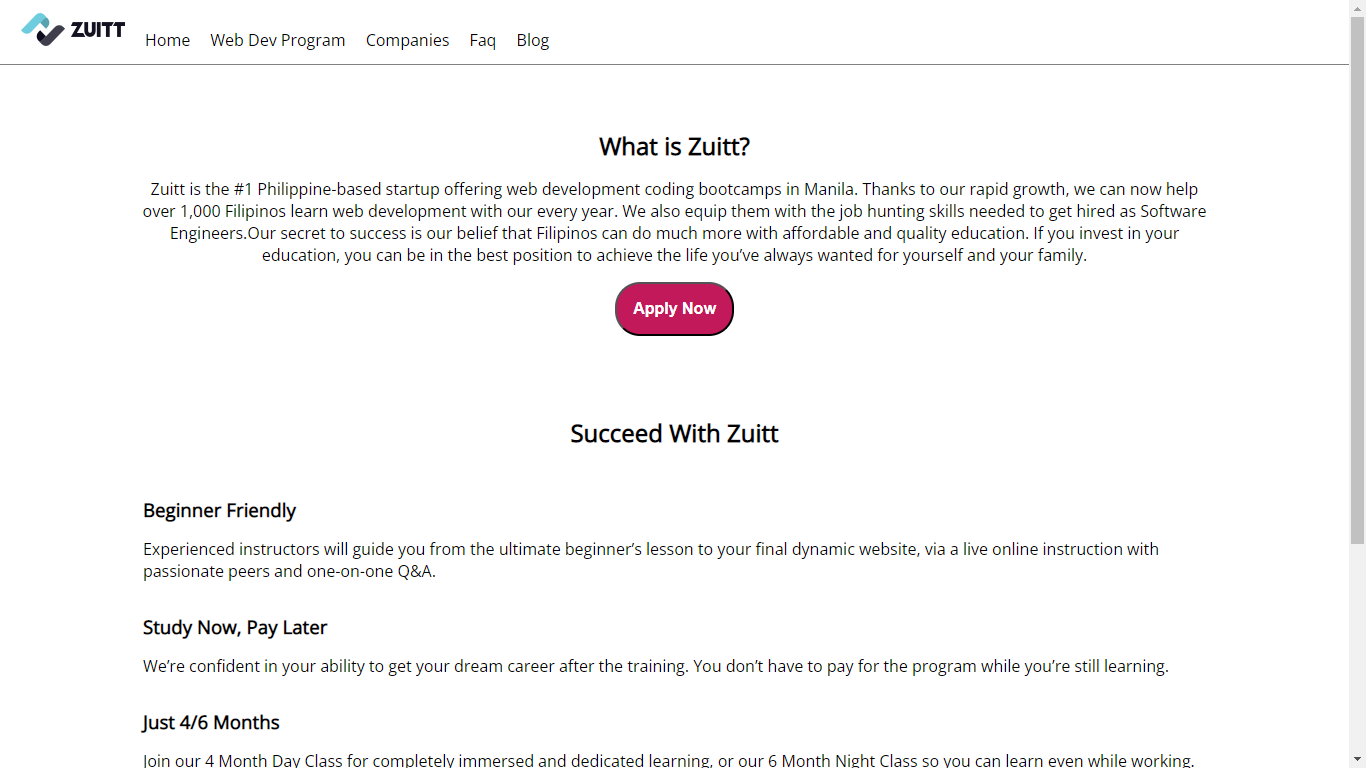 ZUITT
Home Web Dev Program Companies Faq Blog
What is Zuitt?
Zuitt is the #1 Philippine-based startup offering web development coding bootcamps in Manila. Thanks to our rapid growth, we can now help
over 1,000 Filipinos learn web development with our every year. We also equip them with the job hunting skills needed to get hired as Software
Engineers.Our secret to success is our belief that Filipinos can do much more with affordable and quality education. If you invest in your
education, you can be in the best position to achieve the life you’ve always wanted for yourself and your family.
Apply Now
Succeed With Zuitt
Beginner Friendly
Experienced instructors will guide you from the ultimate beginner’s lesson to your final dynamic website, via a live online instruction with
passionate peers and one-on-one Q&A.
Study Now, Pay Later
We’re confident in your ability to get your dream career after the training. You don’t have to pay for the program while you’re still learning.
Just 4/6 Months
Join our 4 Month Day Class for completely immersed and dedicated learning, or our 6 Month Night Class so you can learn even while working.